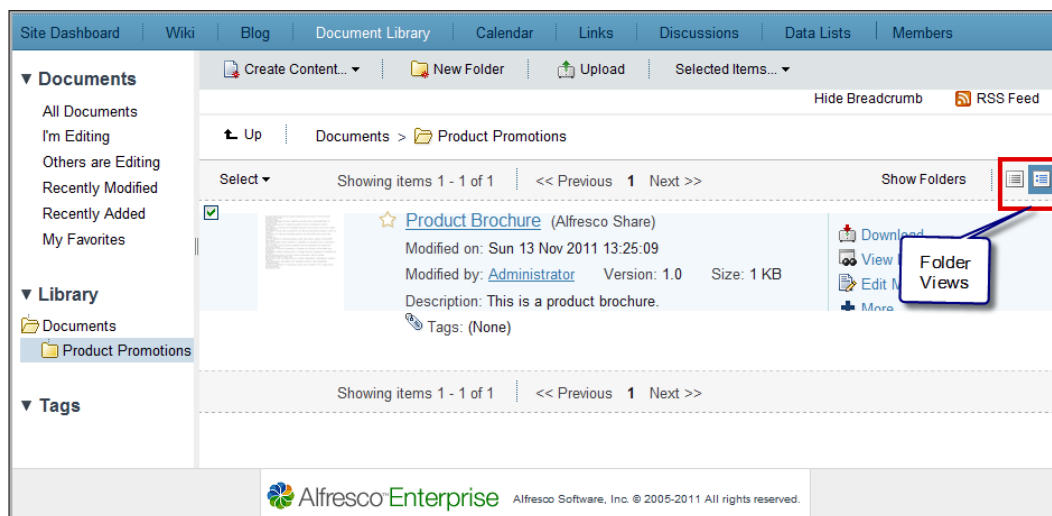 Site Dashboard Wiki Blog Document Library Calendar Links Discussions Data Lists Members
Documents
All Documents
I'm Editing
Others are Editing
Recently Modified
Recently Added
My Favorites
Library
Documents
Product Promotions
Tags
Create Content... New Folder Upload Selected Items...
Hide Breadcrumb RSS Feed
Up Documents > Product Promotions
Select Showing items 1 - 1 of 1 << Previous 1 Next >> Show Folders
Product Brochure (Alfresco Share)
Modified on: Sun 13 Nov 2011 13:25:09
Modified by: Administrator Version: 1.0 Size: 1 KB
Description: This is a product brochure.
Tags: (None)
Download
View
Edit
More
Folder
Views
Showing items 1 - 1 of 1 << Previous 1 Next >>
Alfresco Enterprise Alfresco Software, Inc. © 2005-2011 All rights reserved.